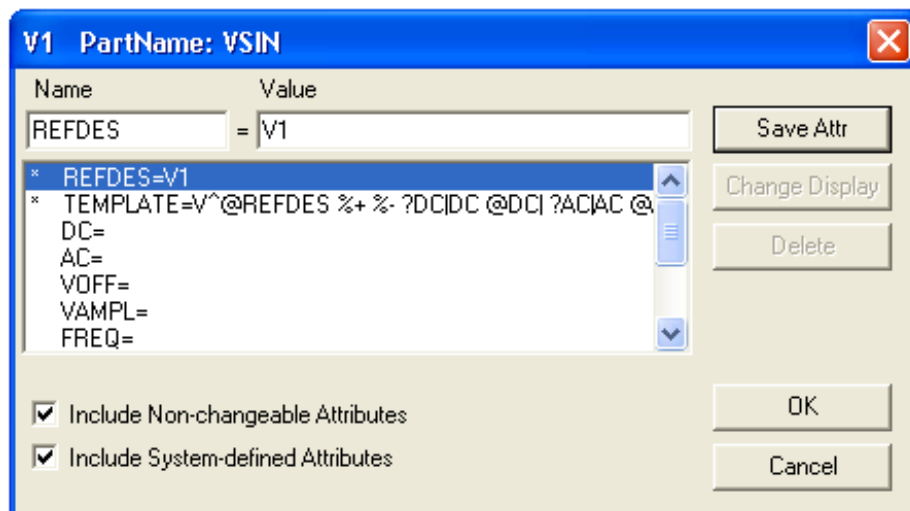 V1 PartName: VSIN
Name Value
REFDES = V1
Save Attr
* REFDES=V1
* TEMPLATE=V^@REFDES %+ %- ?DC|DC @DC| ?AC|AC @
DC=
AC=
VOFF=
VAMPL=
FREQ=
Change Display
Delete
Include Non-changeable Attributes
Include System-defined Attributes
OK
Cancel